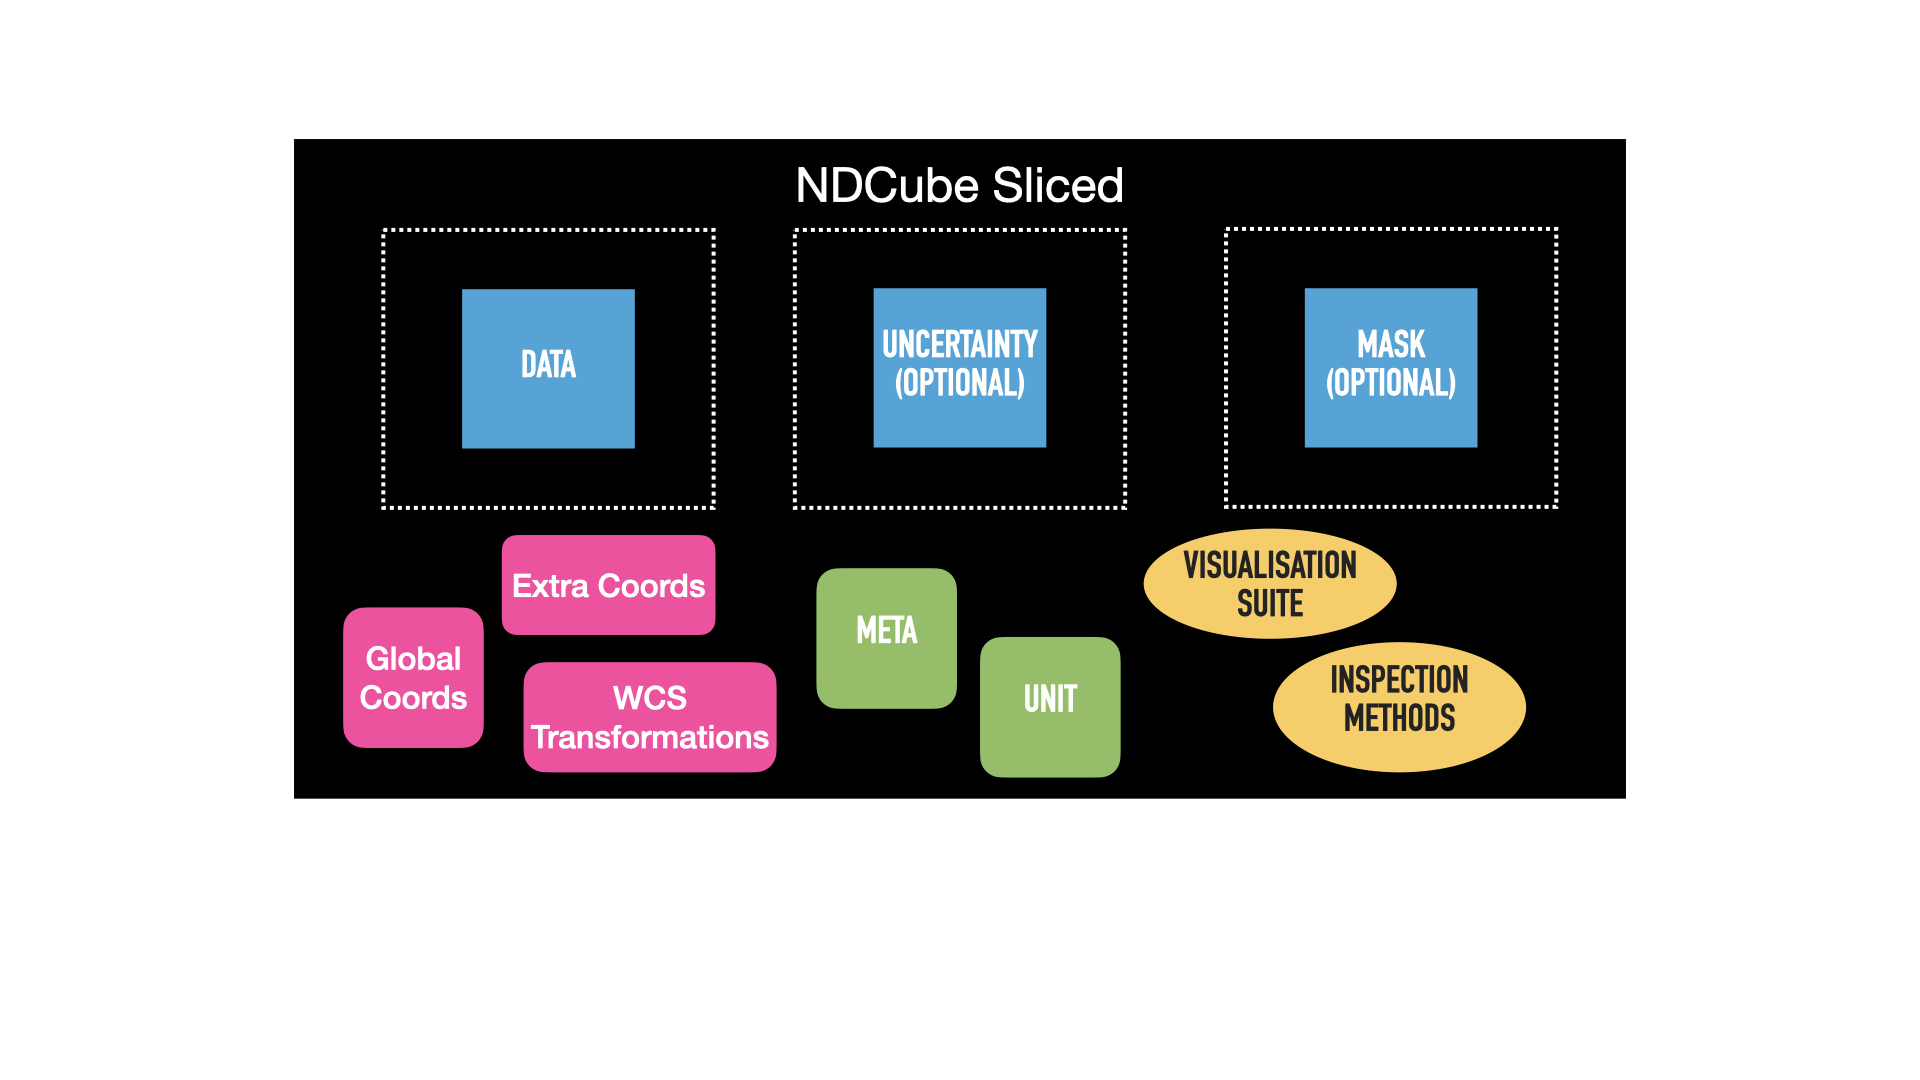 NDCube Sliced
DATA
UNCERTAINTY
(OPTIONAL)
MASK
(OPTIONAL)
Extra Coords
Global
Coords
WCS
Transformations
META
UNIT
VISUALISATION
SUITE
INSPECTION
METHODS